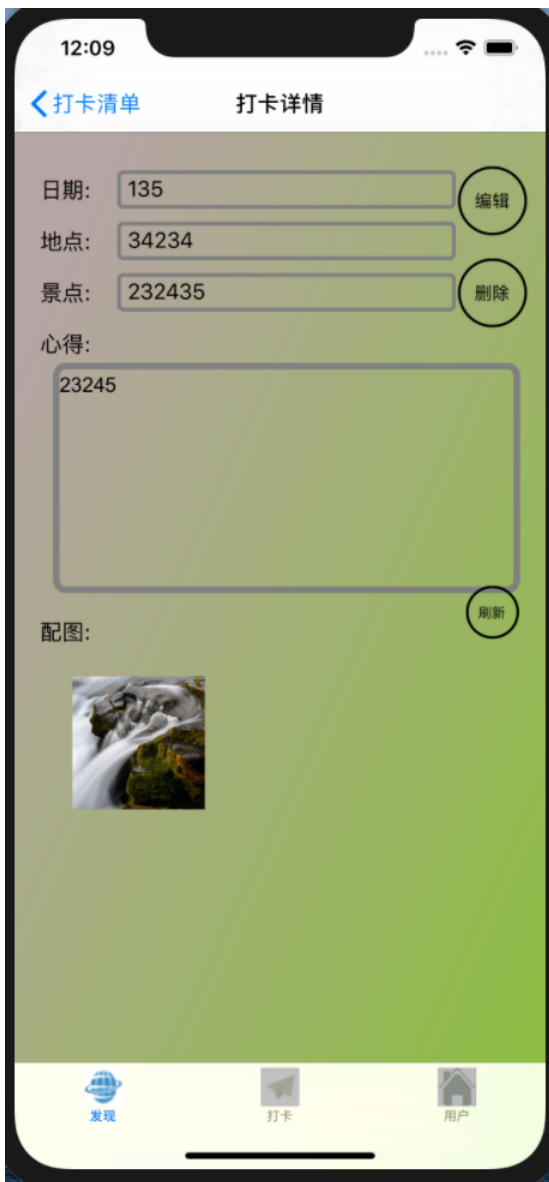 12:09
打卡清单 打卡详情
日期: 135
编辑
地点: 34234
景点: 232435
删除
心得:
23245
刷新
配图:
发现 打卡 用户